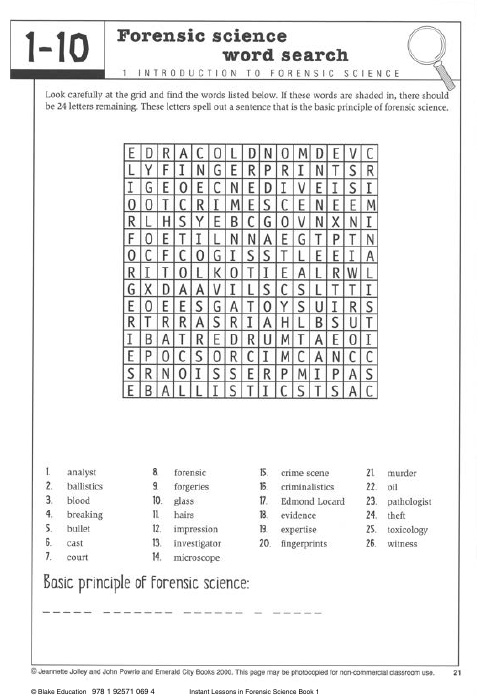 1-10
Forensic science
word search
1 INTRODUCTION TO FORENSIC SCIENCE
Look carefully at the grid and find the words listed below. If these words are shaded in, there should
be 24 letters remaining. These letters spell out a sentence that is the basic principle of forensic science.
E D R A C O L D N O M D E V C
L Y F I N G E R P R I N T S R
I G E O E C N E D I V E I S I
O O T C R I M E S C E N E E M
R L H S Y E B C G O V N X N I
F O E T I L N N A E G T P T N
O C F C O G I S S T L E E I A
R I T O L K O T I E A L R W L
G X D A A V I L S C S L T T I
E O E E S G A T O Y S U I R S
R T R R A S R I A H L B S U T
I B A T R E D R U M T A E O I
E P O C S O R C I M C A N C C
S R N O I S S E R P M I P A S
E B A L L I S T I C S T S A C
1. analyst
2. ballistics
3. blood
4. breaking
5. bullet
6. cast
7. court
8. forensic
9. forgeries
10. glass
11. hairs
12. impression
13. investigator
14. microscope
15. crime scene
16. criminalistics
17. Edmond Locard
18. evidence
19. expertise
20. fingerprints
21. murder
22. oil
23. pathologist
24. theft
25. toxicology
26. witness
Basic principle of forensic science:
_____ _______ ______ _ _____
© Jeannette Jolley and John Powrie and Emerald City Books 2000, This page may be photocopied for non-commercial classroom use. 21
© Blake Education 978 1 92571 069 4 Instant Lessons in Forensic Science Book 1